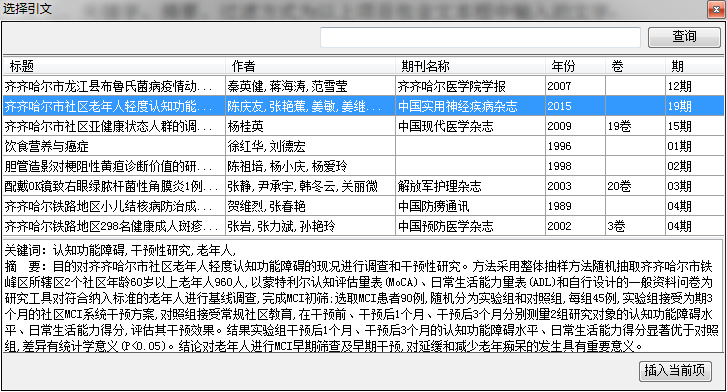 选择引文
查询
标题 作者 期刊名称 年份 卷 期
齐齐哈尔市龙江县布鲁氏菌病疫情动... 秦英健,蒋海涛,范雪莹 齐齐哈尔医学院学报 2007 12期
齐齐哈尔市社区老年人轻度认知功能... 陈庆友,张艳蕉,姜敏,姜维... 中国实用神经疾病杂志 2015 19期
齐齐哈尔市社区亚健康状态人群的调... 杨桂英 中国现代医学杂志 2009 19卷 15期
饮食营养与癌症 徐红华,刘德宏 1996 01期
胆管造影对梗阻性黄疸诊断价值的研... 陈祖培,杨小庆,杨爱玲 1998 02期
配戴OK镜致右眼绿脓杆菌性角膜炎1例... 张静,尹承宇,韩冬云,关丽微 解放军护理杂志 2003 20卷 03期
齐齐哈尔铁路地区小儿结核病防治成... 贺维烈,张春艳 中国防痨通讯 1989 04期
齐齐哈尔铁路地区298名健康成人斑疹... 张岩,张力斌,孙艳玲 中国预防医学杂志 2002 3卷 04期
关键词: 认知功能障碍,干预性研究,老年人,
摘 要: 目的对齐齐哈尔市社区老年人轻度认知功能障碍的现况进行调查和干预性研究。方法采用整体抽样方法随机抽取齐齐哈尔市铁
峰区所辖区2个社区年龄60岁以上老年人960人,以蒙特利尔认知评估里表(MoCA)、日常生活能力里表(ADL)和自行设计的一般资料问卷为
研究工具对符合纳入标准的老年人进行基线调查,完成MCI初筛;选取MCI患者90例,随机分为实验组和对照组,每组45例,实验组接受为期3
个月的社区MCI系统干预方案,对照组接受常规社区教育,在干预前、干预后1个月、干预后3个月分别测量2组研究对象的认知功能障碍水
平、日常生活能力得分,评估其干预效果。结果实验组干预后1个月、干预后3个月的认知功能障碍水平、日常生活能力得分显著优于对照
组,差异有统计学意义(P<0.05)。结论对老年人进行MCI早期筛查及早期干预,对延缓和减少老年痴呆的发生具有重要意义。
插入当前项